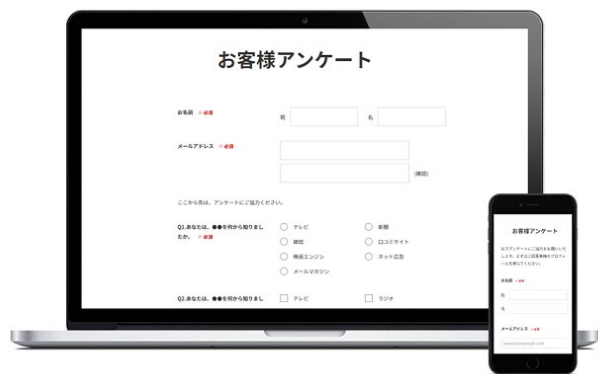 お客様アンケート
お名前 ※必須
姓
名
メールアドレス ※必須
(確認)
ここから先は、アンケートにご協力ください。
Q1.あなたは、●●を何から知りまし
たか。 ※必須
テレビ
新聞
雑誌
口コミサイト
検索エンジン
ネット広告
メールマガジン
Q2.あなたは、●●を何から知りまし
テレビ
ラジオ
お客様アンケート
お名前 ※必須
姓
名
メールアドレス ※必須
sample@example.com